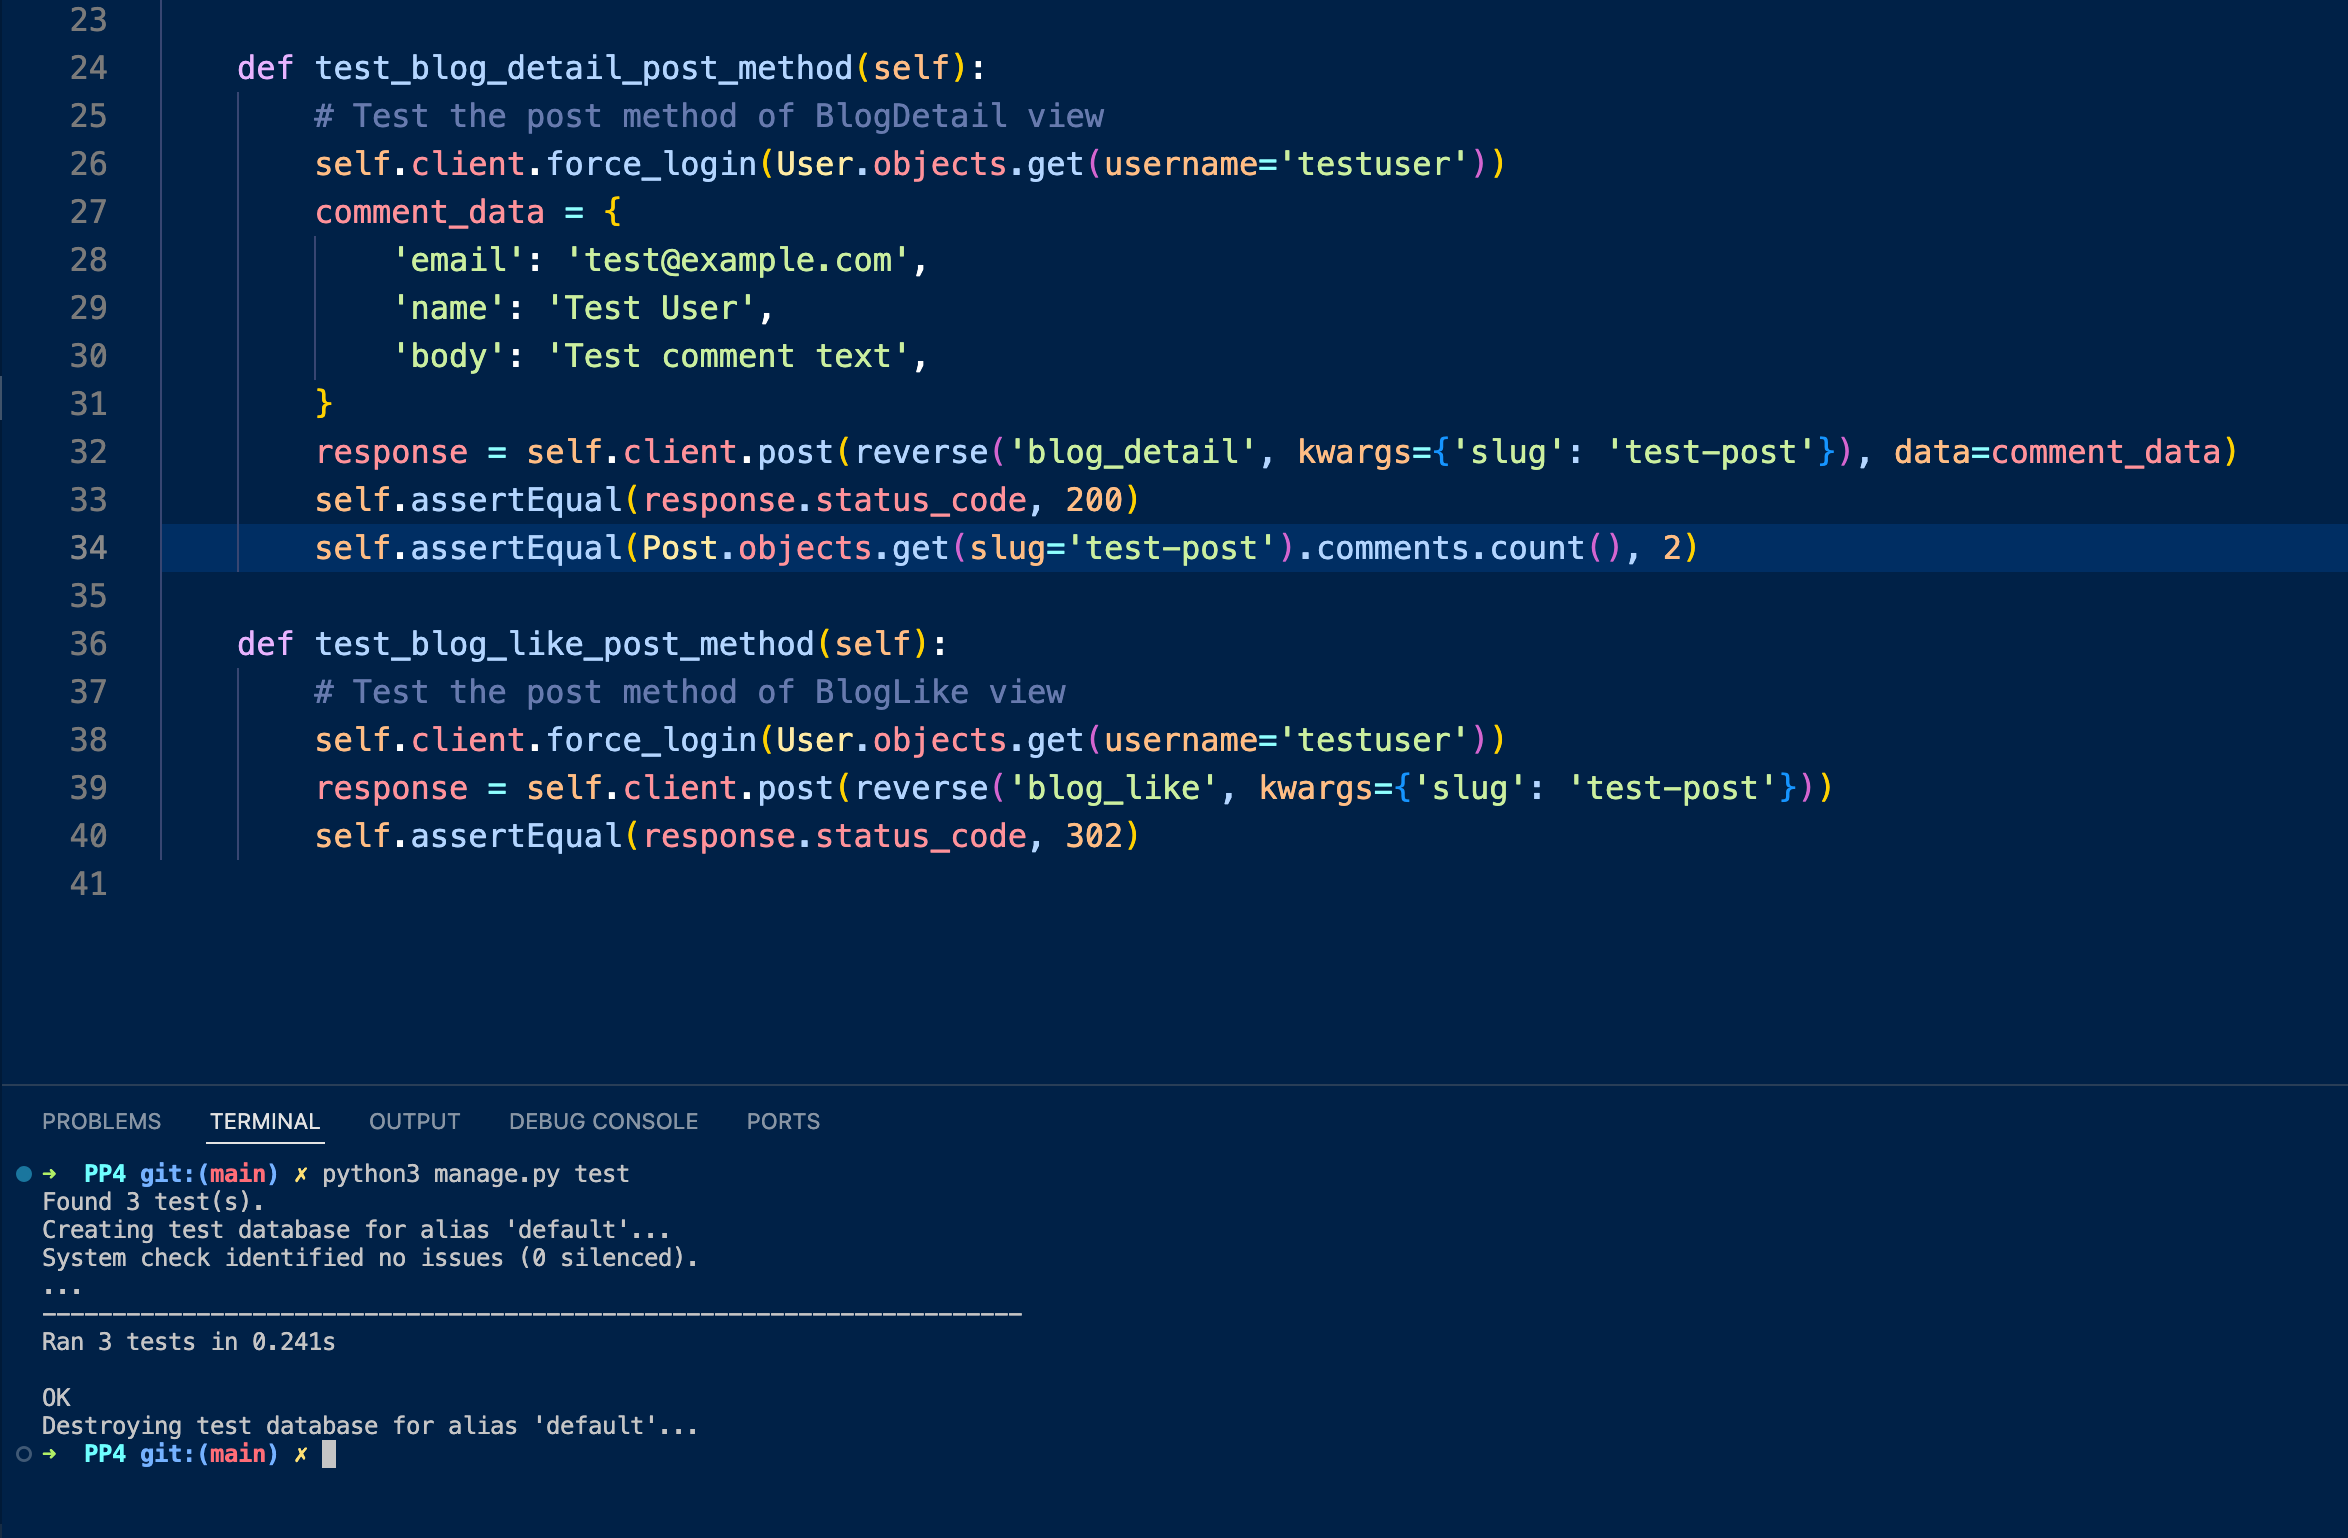 23
24     def test_blog_detail_post_method(self):
25         # Test the post method of BlogDetail view
26         self.client.force_login(User.objects.get(username='testuser'))
27         comment_data = {
28             'email': 'test@example.com',
29             'name': 'Test User',
30             'body': 'Test comment text',
31         }
32         response = self.client.post(reverse('blog_detail', kwargs={'slug': 'test-post'}), data=comment_data)
33         self.assertEqual(response.status_code, 200)
34         self.assertEqual(Post.objects.get(slug='test-post').comments.count(), 2)
35
36     def test_blog_like_post_method(self):
37         # Test the post method of BlogLike view
38         self.client.force_login(User.objects.get(username='testuser'))
39         response = self.client.post(reverse('blog_like', kwargs={'slug': 'test-post'}))
40         self.assertEqual(response.status_code, 302)
41
PROBLEMS TERMINAL OUTPUT DEBUG CONSOLE PORTS
➜  PP4 git:(main) ✗ python3 manage.py test
Found 3 test(s).
Creating test database for alias 'default'...
System check identified no issues (0 silenced).
...
----------------------------------------------------------------------
Ran 3 tests in 0.241s
OK
Destroying test database for alias 'default'...
➜  PP4 git:(main) ✗